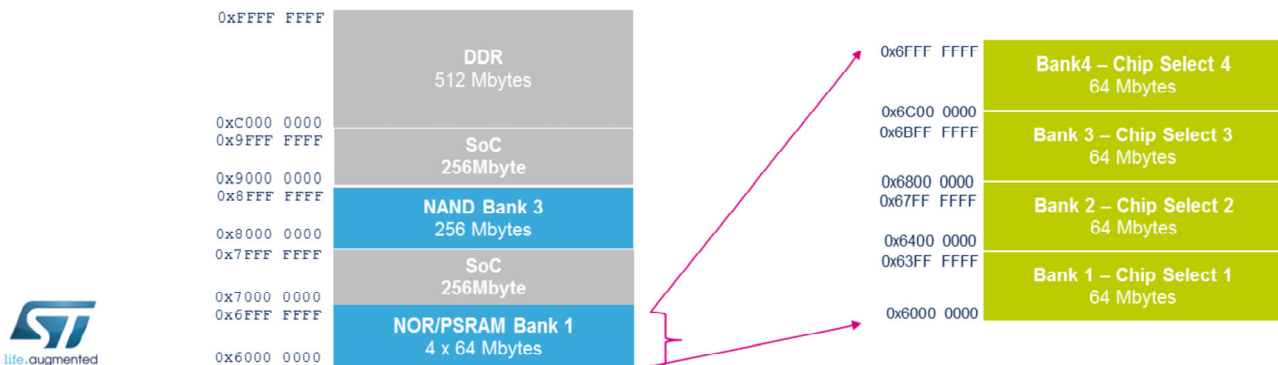 0xFFFF FFFF
DDR
512 Mbytes
0xC000 0000
0x9FFF FFFF
SoC
256Mbyte
0x9000 0000
0x8FFF FFFF
NAND Bank 3
256 Mbytes
0x8000 0000
0x7FFF FFFF
SoC
256Mbyte
0x7000 0000
0x6FFF FFFF
NOR/PSRAM Bank 1
4 x 64 Mbytes
0x6000 0000
0x6FFF FFFF
Bank4 – Chip Select 4
64 Mbytes
0x6C00 0000
0x6BFF FFFF
Bank 3 – Chip Select 3
64 Mbytes
0x6800 0000
0x67FF FFFF
Bank 2 – Chip Select 2
64 Mbytes
0x6400 0000
0x63FF FFFF
Bank 1 – Chip Select 1
64 Mbytes
0x6000 0000
ST
life.augmented